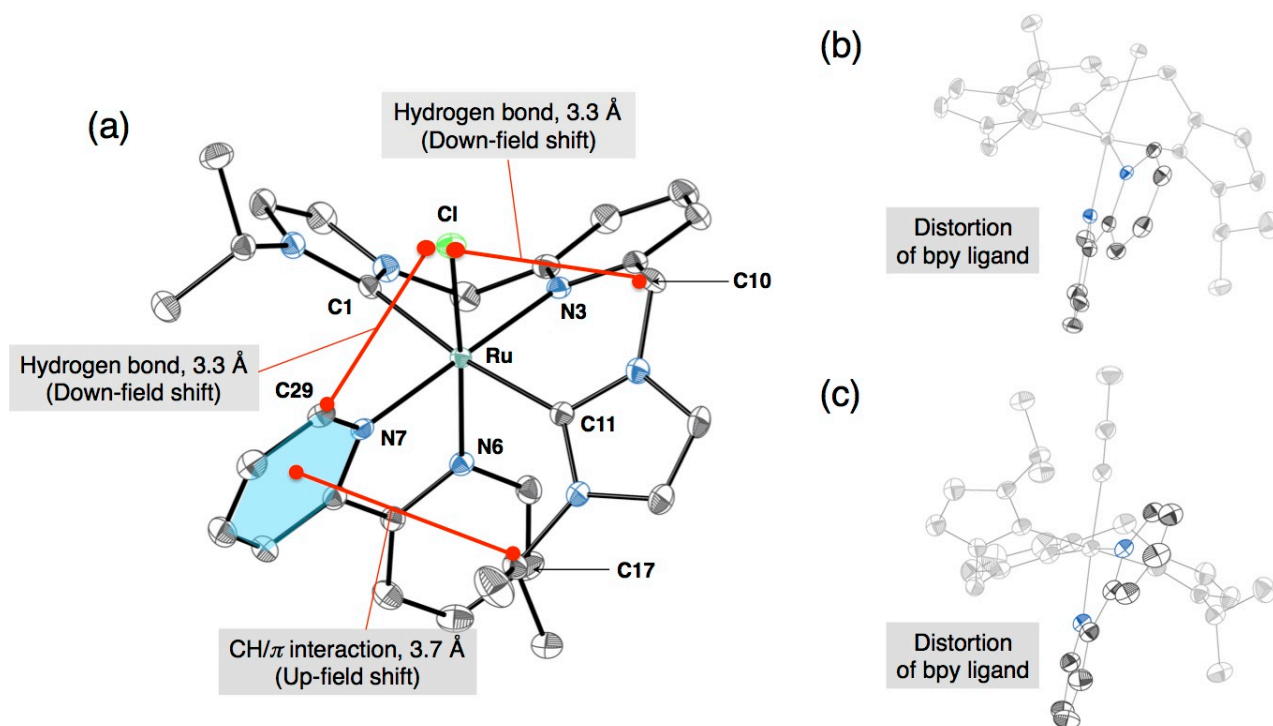 (a)
Hydrogen bond, 3.3 Å
(Down-field shift)
Cl
C1
N3
C10
Ru
Hydrogen bond, 3.3 Å
(Down-field shift)
C29
N7
N6
C11
C17
CH/π interaction, 3.7 Å
(Up-field shift)
(b)
Distortion
of bpy ligand
(c)
Distortion
of bpy ligand